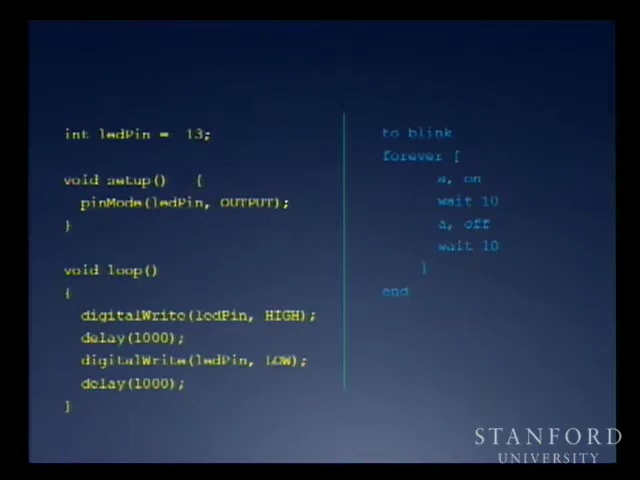 int ledPin = 13;
void setup() {
pinMode(ledPin, OUTPUT);
}
void loop()
{
digitalWrite(ledPin, HIGH);
delay(1000);
digitalWrite(ledPin, LOW);
delay(1000);
}
to blink
forever [
a, on
wait 10
a, off
wait 10
]
end
STANFORD
UNIVERSITY